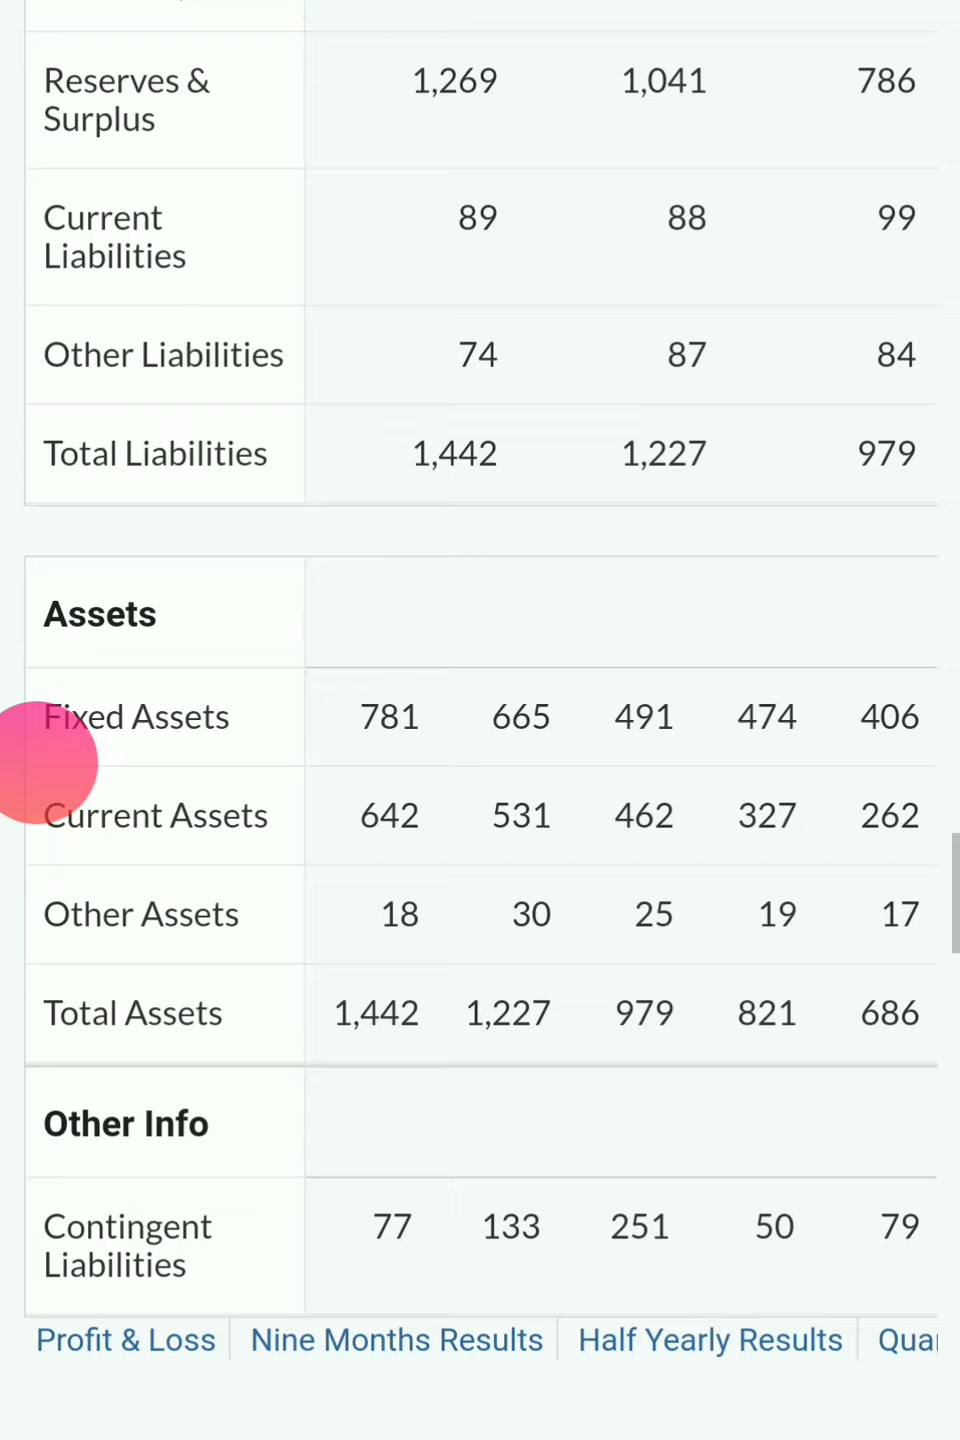 Reserves & 1,269 1,041 786
Surplus
Current 89 88 99
Liabilities
Other Liabilities 74 87 84
Total Liabilities 1,442 1,227 979
Assets
Fixed Assets 781 665 491 474 406
Current Assets 642 531 462 327 262
Other Assets 18 30 25 19 17
Total Assets 1,442 1,227 979 821 686
Other Info
Contingent 77 133 251 50 79
Liabilities
Profit & Loss Nine Months Results Half Yearly Results